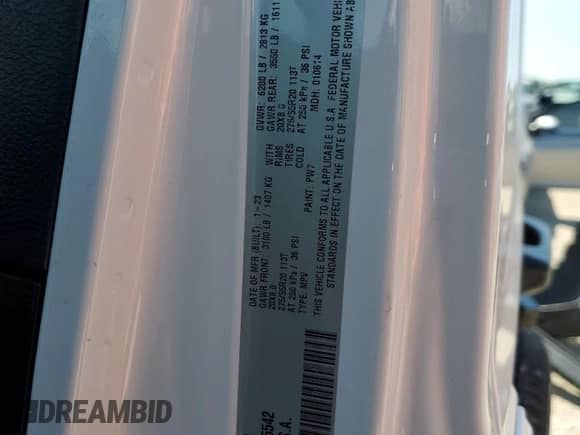 DATE OF MFR (BUILT): 1-23 GVWR: 6200 LB / 2813 KG
GAWR FRONT: 3100 LB / 1407 KG WITH GAWR REAR: 3550 LB / 1611
20X8.0 RIMS 20X8.0
275/55R20 113T TIRES 275/55R20 113T
AT 250 kPa / 36 PSI COLD AT 250 kPa / 36 PSI
TYPE: MPV PAINT: PW7 MDH: 010614
THIS VEHICLE CONFORMS TO ALL APPLICABLE U.S.A. FEDERAL MOTOR VEHI
STANDARDS IN EFFECT ON THE DATE OF MANUFACTURE SHOWN AB
5542
S.A.
DREAMBID